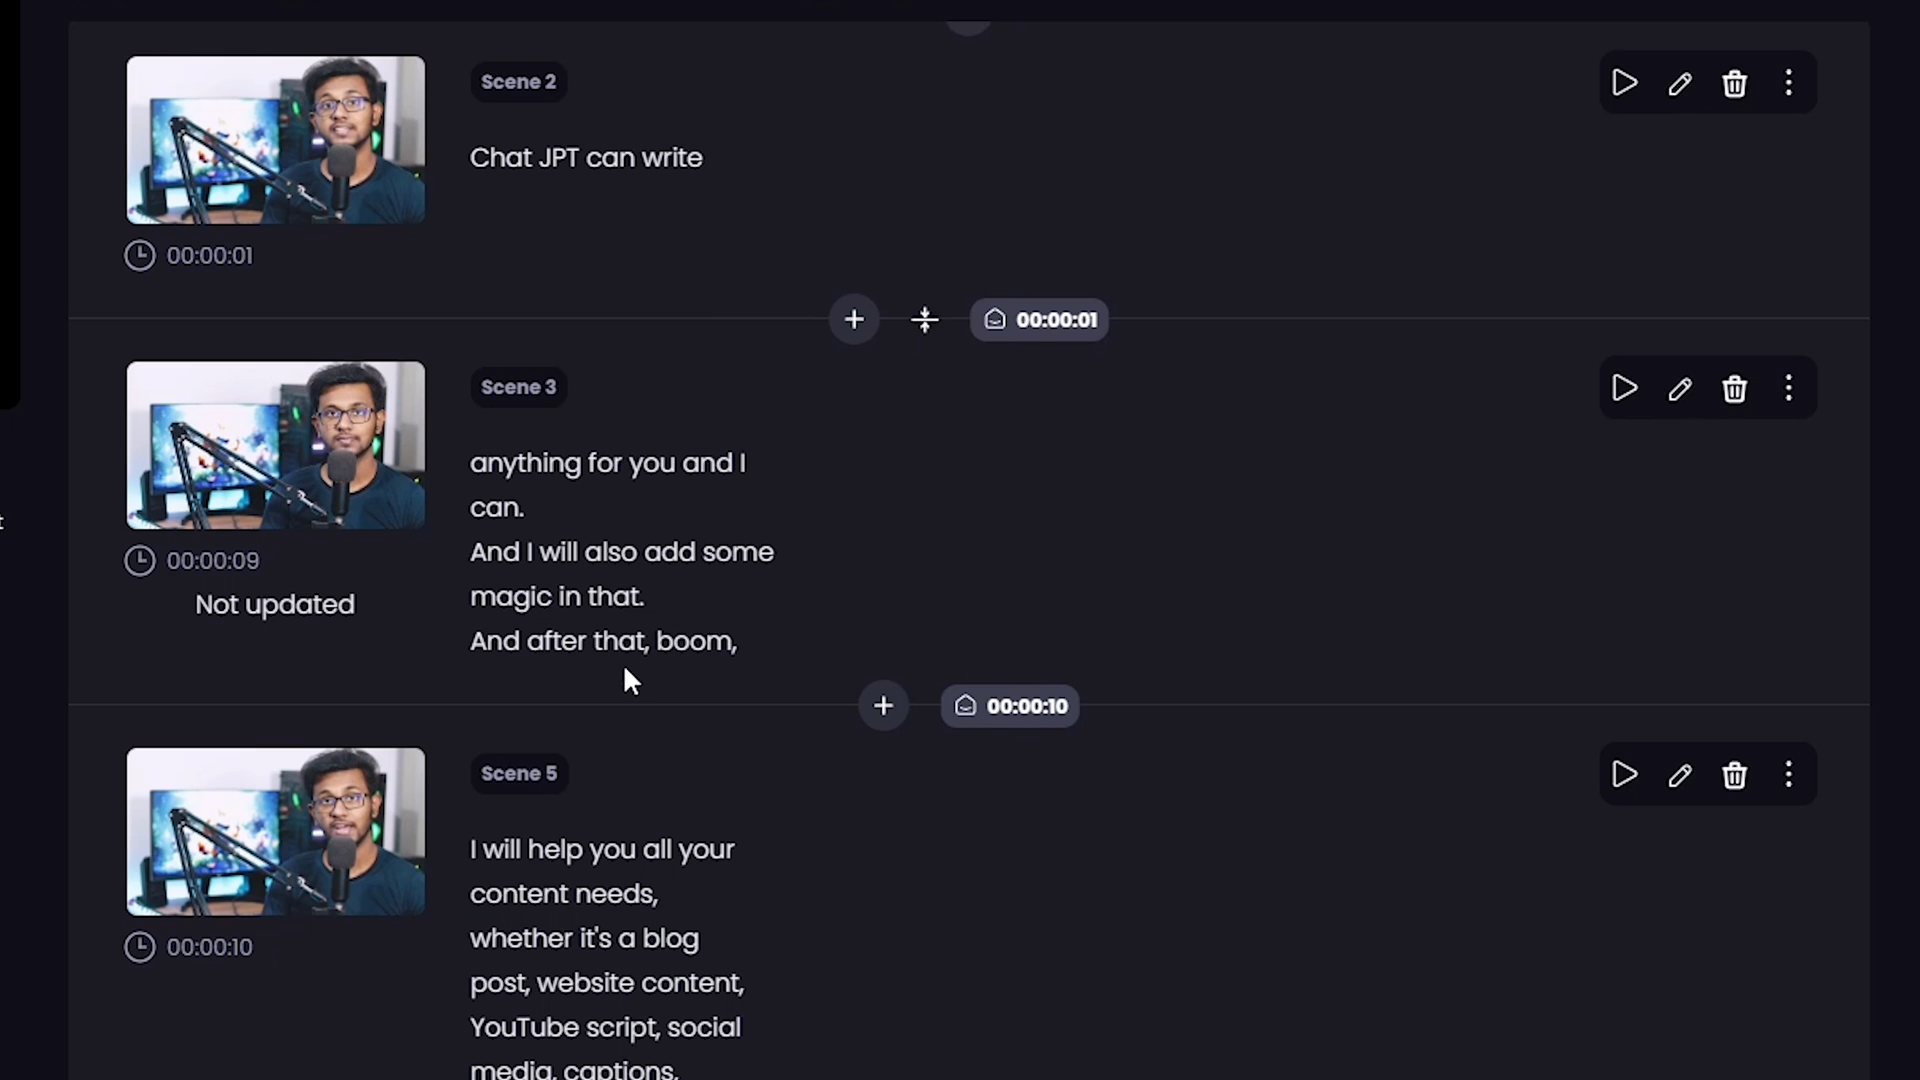 Scene 2
Chat JPT can write
00:00:01
00:00:01
Scene 3
anything for you and I
can.
And I will also add some
magic in that.
And after that, boom,
00:00:09
Not updated
t
00:00:10
Scene 5
I will help you all your
content needs,
whether it's a blog
post, website content,
YouTube script, social
media, captions,
00:00:10